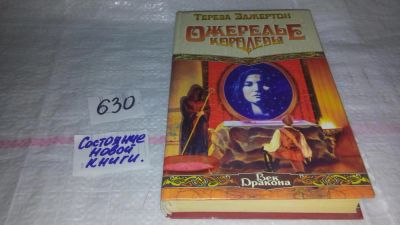 Тереза Эджертон
Ожерелье
королевы
Век
Дракона
630
Состояние
новой
книги.